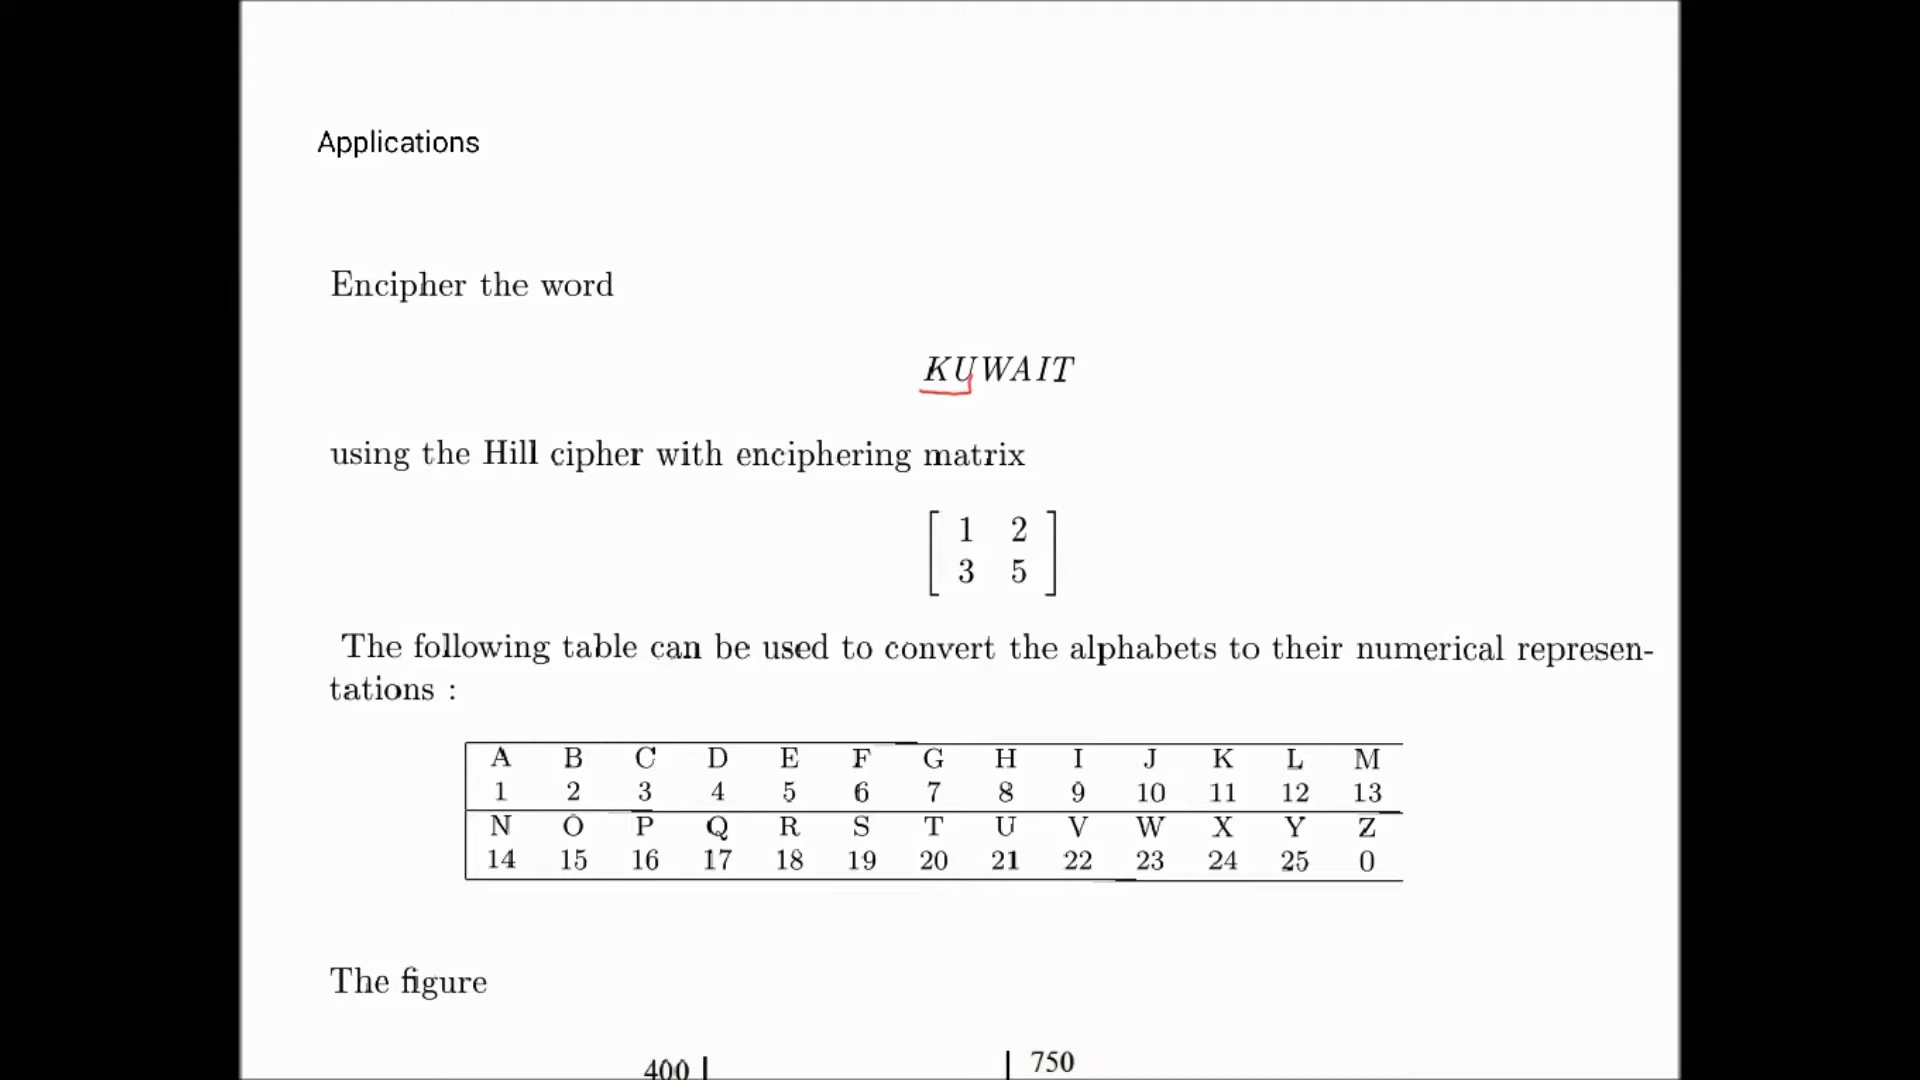 Applications
Encipher the word
KUWAIT
using the Hill cipher with enciphering matrix
1 2
3 5
The following table can be used to convert the alphabets to their numerical represen-
tations :
A B C D E F G H I J K L M
1 2 3 4 5 6 7 8 9 10 11 12 13
N O P Q R S T U V W X Y Z
14 15 16 17 18 19 20 21 22 23 24 25 0
The figure
400 750